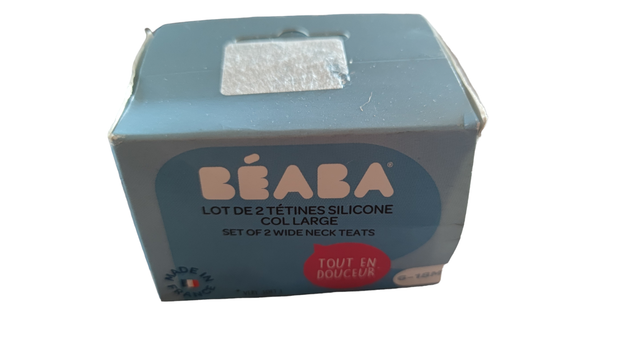 BÉABA
LOT DE 2 TÉTINES SILICONE
COL LARGE
SET OF 2 WIDE NECK TEATS
TOUT EN
DOUCEUR
MADE IN
FRANCE